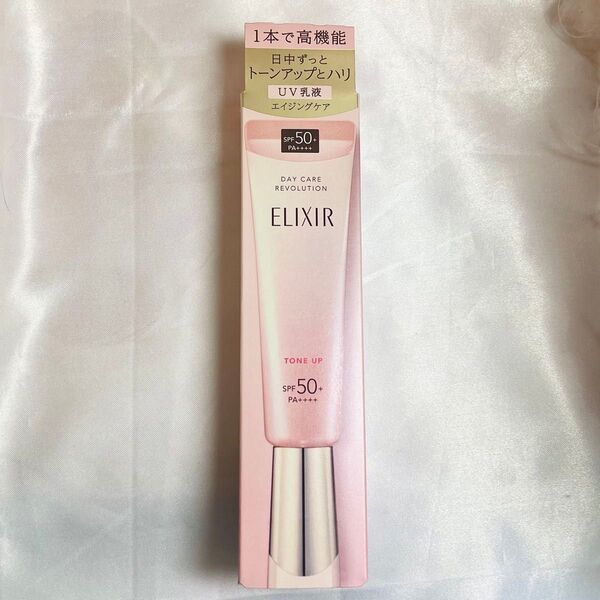 1本で高機能
日中ずっと
トーンアップとハリ
UV乳液
エイジングケア
SPF50+
PA++++
DAY CARE
REVOLUTION
ELIXIR
TONE UP
SPF50+
PA++++